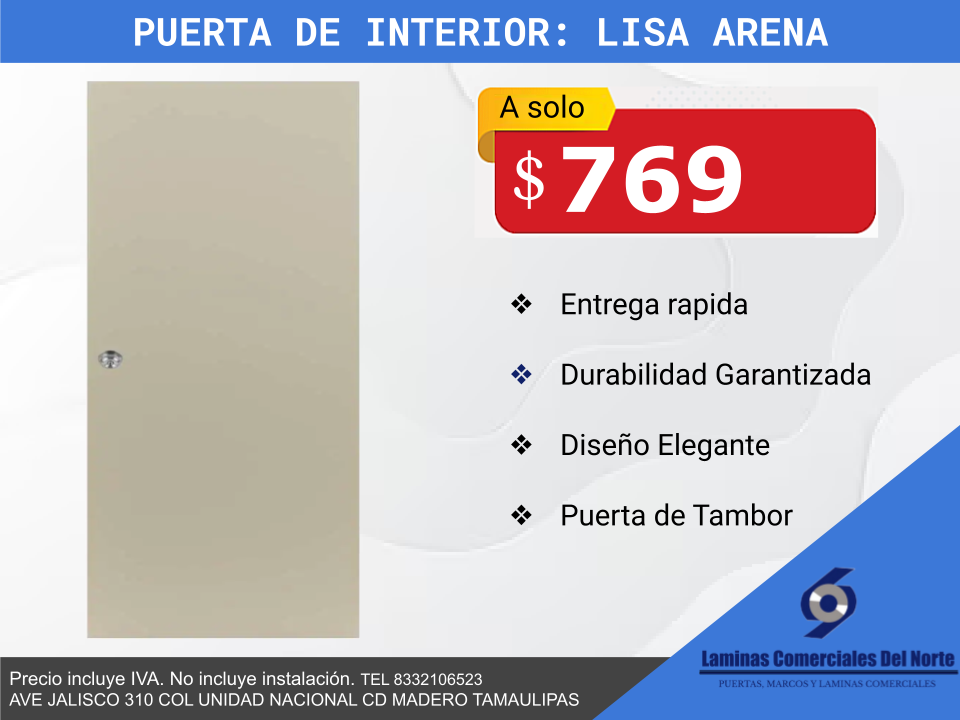 PUERTA DE INTERIOR: LISA ARENA
A solo
$ 769
❖ Entrega rapida
❖ Durabilidad Garantizada
❖ Diseño Elegante
❖ Puerta de Tambor
Laminas Comerciales Del Norte
PUERTAS, MARCOS Y LAMINAS COMERCIALES
Precio incluye IVA. No incluye instalación. TEL 8332106523
AVE JALISCO 310 COL UNIDAD NACIONAL CD MADERO TAMAULIPAS